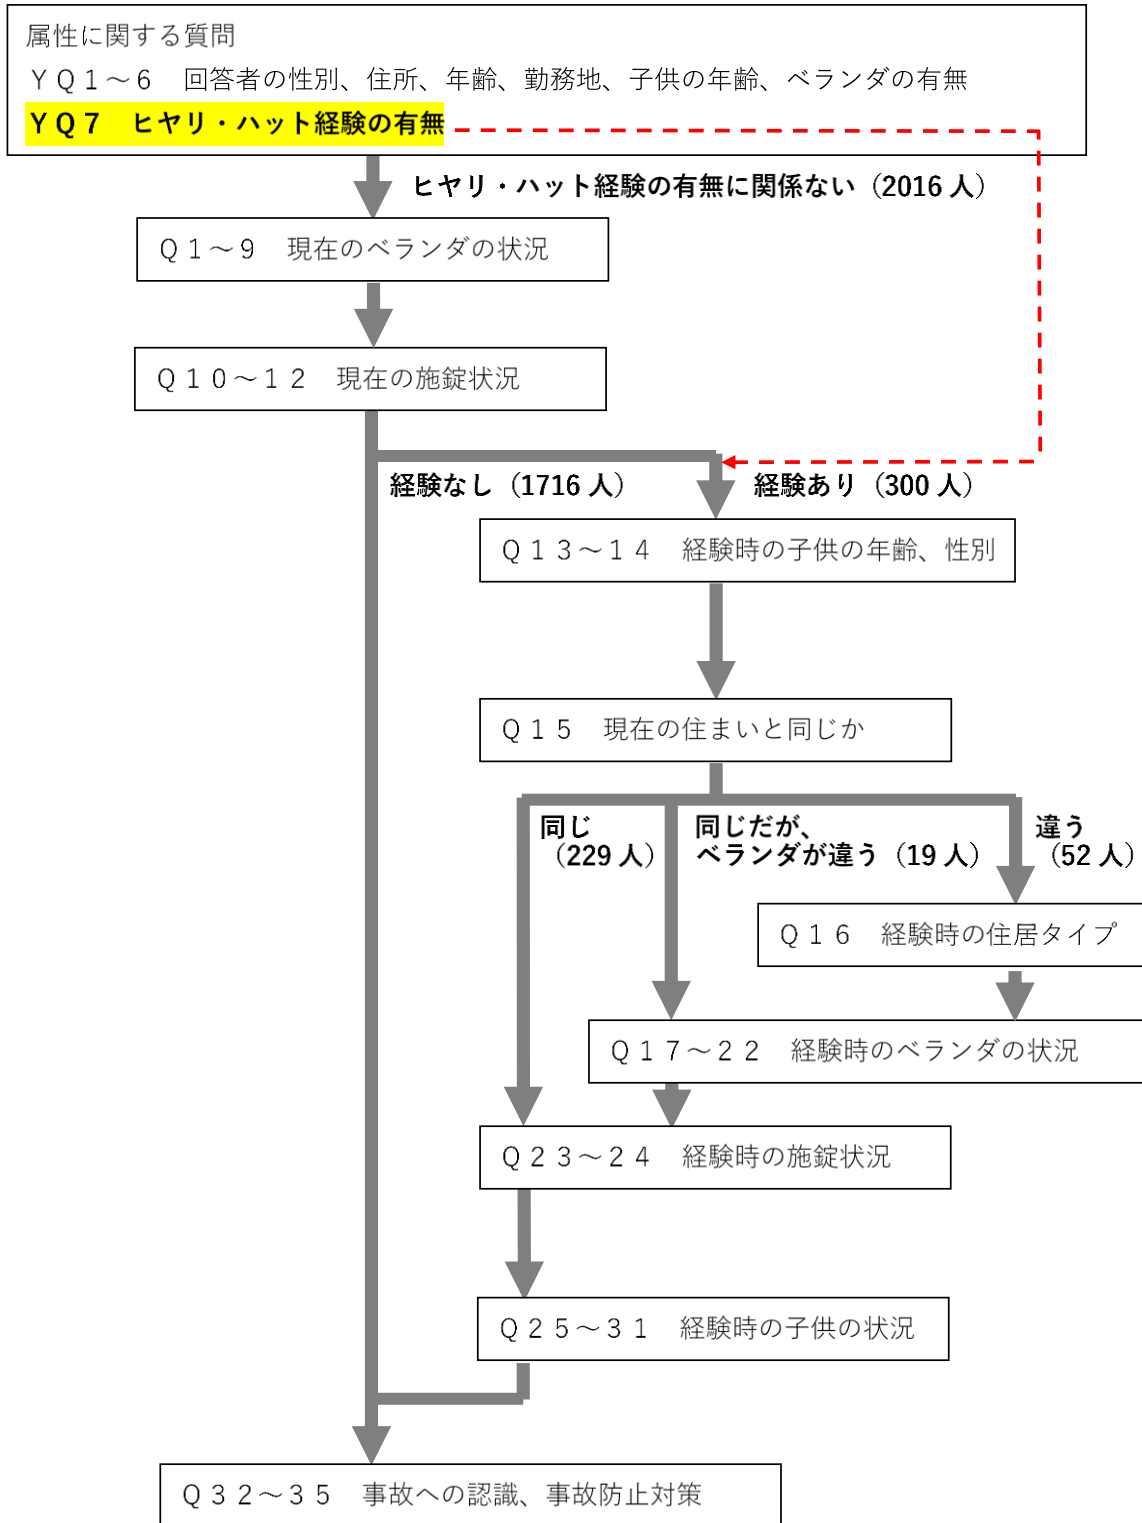 属性に関する質問
ＹＱ１～６　回答者の性別、住所、年齢、勤務地、子供の年齢、ベランダの有無
ＹＱ７　ヒヤリ・ハット経験の有無
ヒヤリ・ハット経験の有無に関係ない（2016 人）
Ｑ１～９　現在のベランダの状況
Ｑ１０～１２　現在の施錠状況
経験なし（1716 人）
経験あり（300 人）
Ｑ１３～１４　経験時の子供の年齢、性別
Ｑ１５　現在の住まいと同じか
同じ
（229 人）
同じだが、
ベランダが違う（19 人）
違う
（52 人）
Ｑ１６　経験時の住居タイプ
Ｑ１７～２２　経験時のベランダの状況
Ｑ２３～２４　経験時の施錠状況
Ｑ２５～３１　経験時の子供の状況
Ｑ３２～３５　事故への認識、事故防止対策